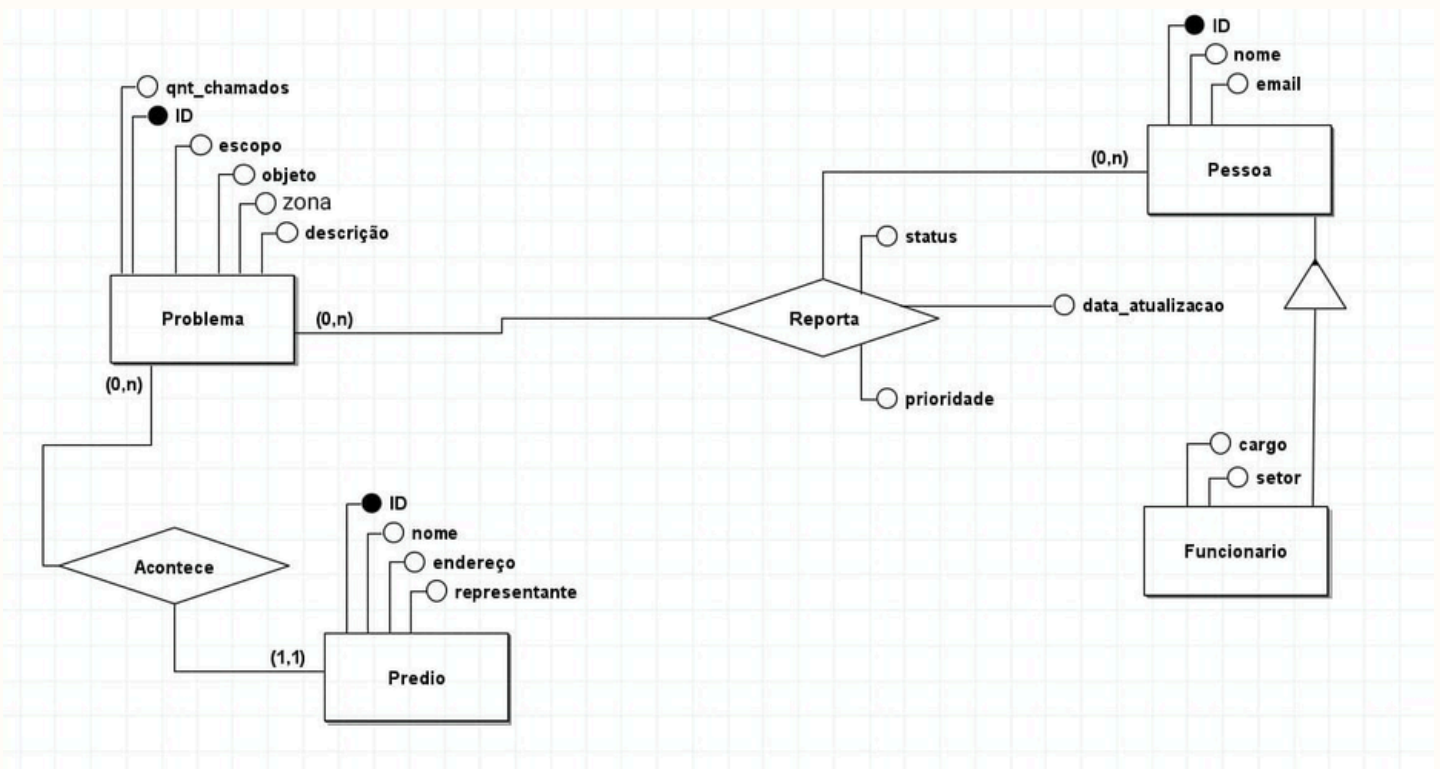 ID
nome
email
Pessoa
(0,n)
qnt_chamados
ID
escopo
objeto
zona
descrição
Problema
(0,n)
(0,n)
status
Reporta
data_atualizacao
prioridade
cargo
setor
Funcionario
Acontece
ID
nome
endereço
representante
(1,1)
Predio